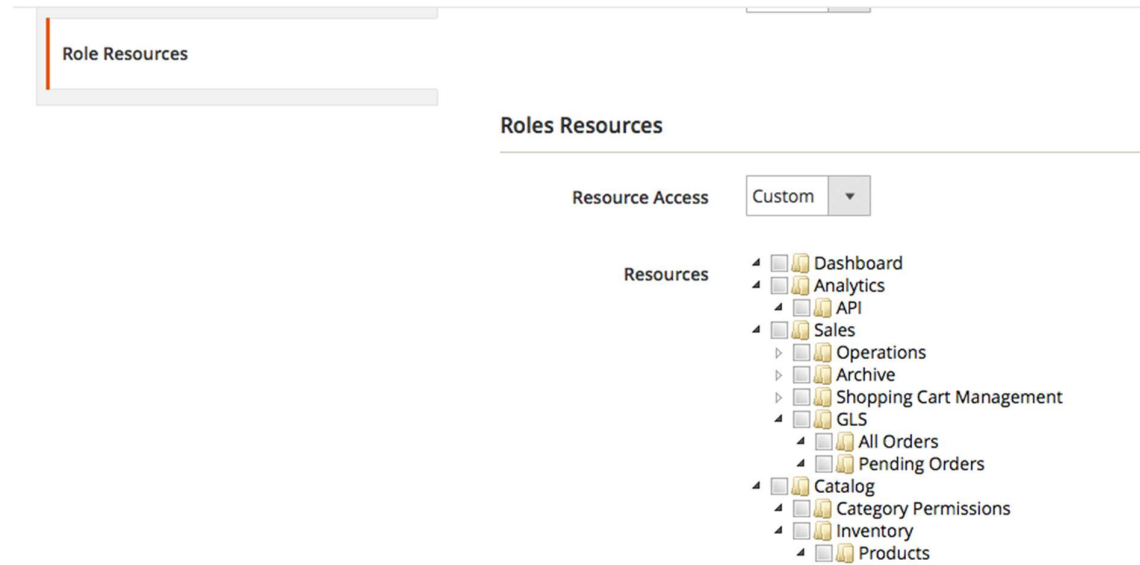 Role Resources
Roles Resources
Resource Access
Custom
Resources
Dashboard
Analytics
API
Sales
Operations
Archive
Shopping Cart Management
GLS
All Orders
Pending Orders
Catalog
Category Permissions
Inventory
Products